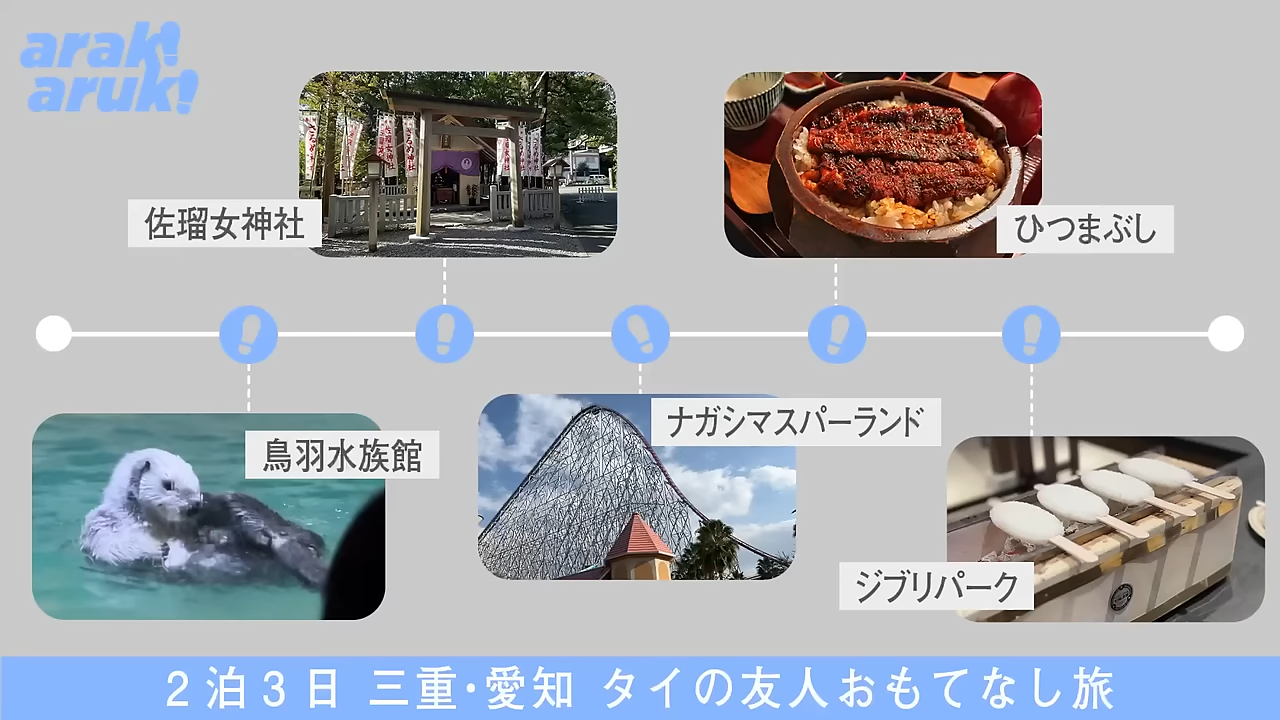 arak!
aruk!
佐瑠女神社
ひつまぶし
鳥羽水族館
ナガシマスパーランド
ジブリパーク
2泊3日 三重・愛知 タイの友人おもてなし旅